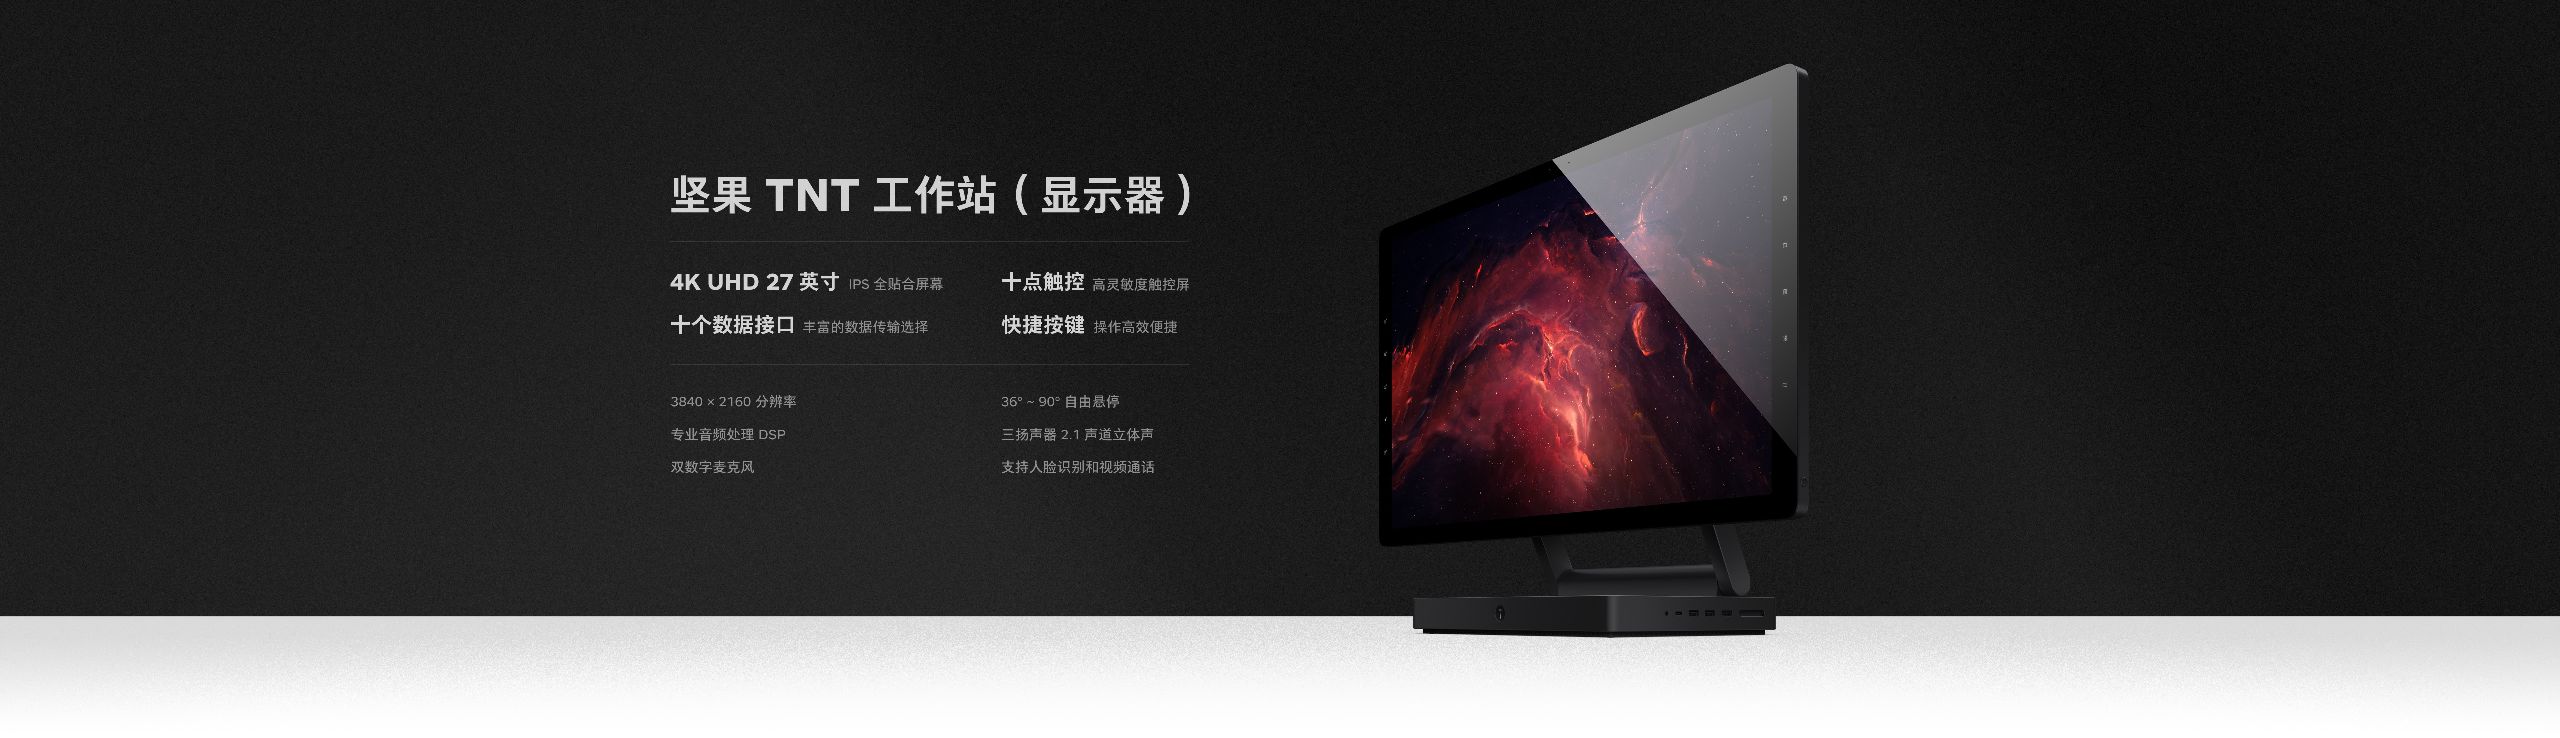 坚果 TNT 工作站（显示器）
4K UHD 27 英寸 IPS 全贴合屏幕
十点触控 高灵敏度触控屏
十个数据接口 丰富的数据传输选择
快捷按键 操作高效便捷
3840 × 2160 分辨率
36° ~ 90° 自由悬停
专业音频处理 DSP
三扬声器 2.1 声道立体声
双数字麦克风
支持人脸识别和视频通话